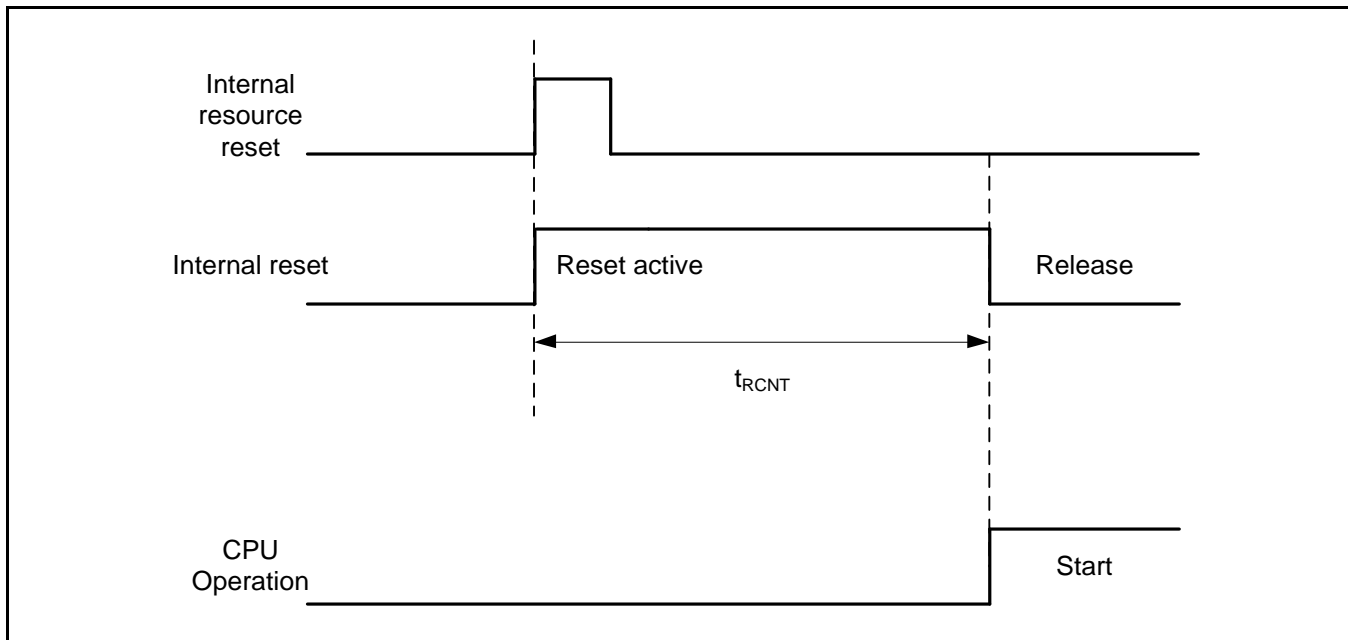 Internal
resource
reset
Internal reset
Reset active
Release
tRCNT
CPU
Operation
Start